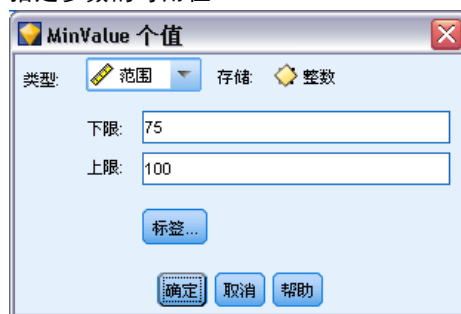 MinValue 个值
类型: 范围 存储: 整数
下限: 75
上限: 100
标签...
确定 取消 帮助